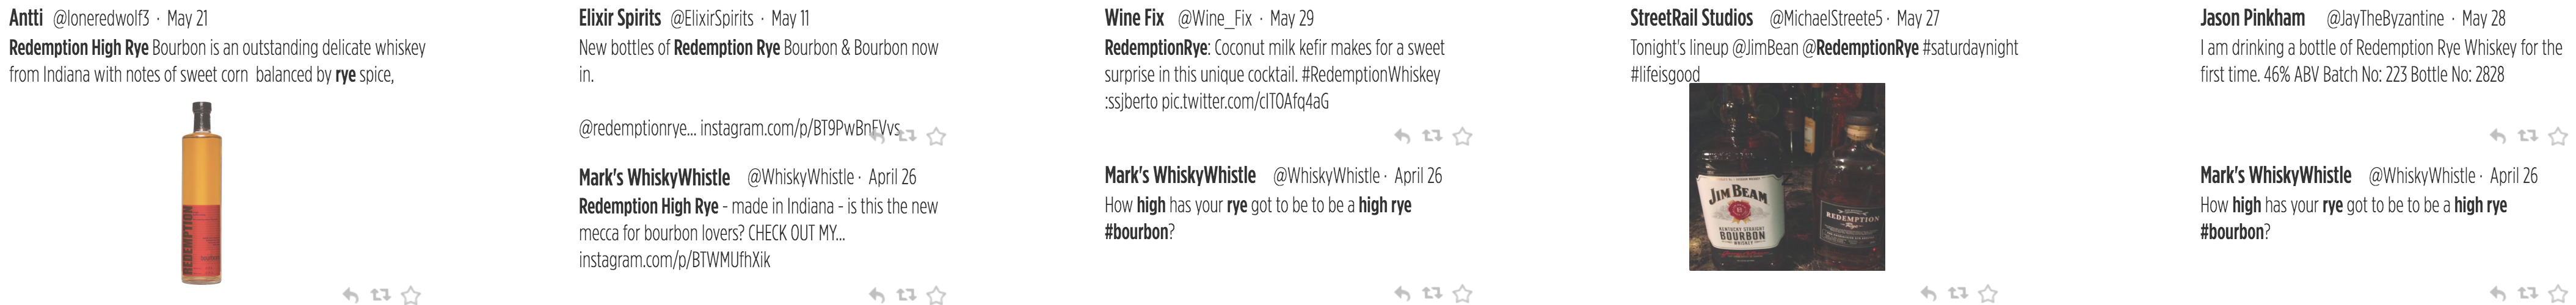 Antti @loneredwolf3 · May 21
Redemption High Rye Bourbon is an outstanding delicate whiskey
from Indiana with notes of sweet corn balanced by rye spice,
REDEMPTION
Elixir Spirits @ElixirSpirits · May 11
New bottles of Redemption Rye Bourbon & Bourbon now
in.
@redemptionrye... instagram.com/p/BT9PwBnFVvs
Mark's WhiskyWhistle @WhiskyWhistle · April 26
Redemption High Rye - made in Indiana - is this the new
mecca for bourbon lovers? CHECK OUT MY...
instagram.com/p/BTWMUfhXik
Wine Fix @Wine_Fix · May 29
RedemptionRye: Coconut milk kefir makes for a sweet
surprise in this unique cocktail. #RedemptionWhiskey
:ssjberto pic.twitter.com/cITOAfq4aG
Mark's WhiskyWhistle @WhiskyWhistle · April 26
How high has your rye got to be to be a high rye
#bourbon?
StreetRail Studios @MichaelStreete5 · May 27
Tonight's lineup @JimBean @RedemptionRye #saturdaynight
#lifeisgood
JIM BEAM
KENTUCKY STRAIGHT
BOURBON
WHISKEY
REDEMPTION
Rye
Jason Pinkham @JayTheByzantine · May 28
I am drinking a bottle of Redemption Rye Whiskey for the
first time. 46% ABV Batch No: 223 Bottle No: 2828
Mark's WhiskyWhistle @WhiskyWhistle · April 26
How high has your rye got to be to be a high rye
#bourbon?